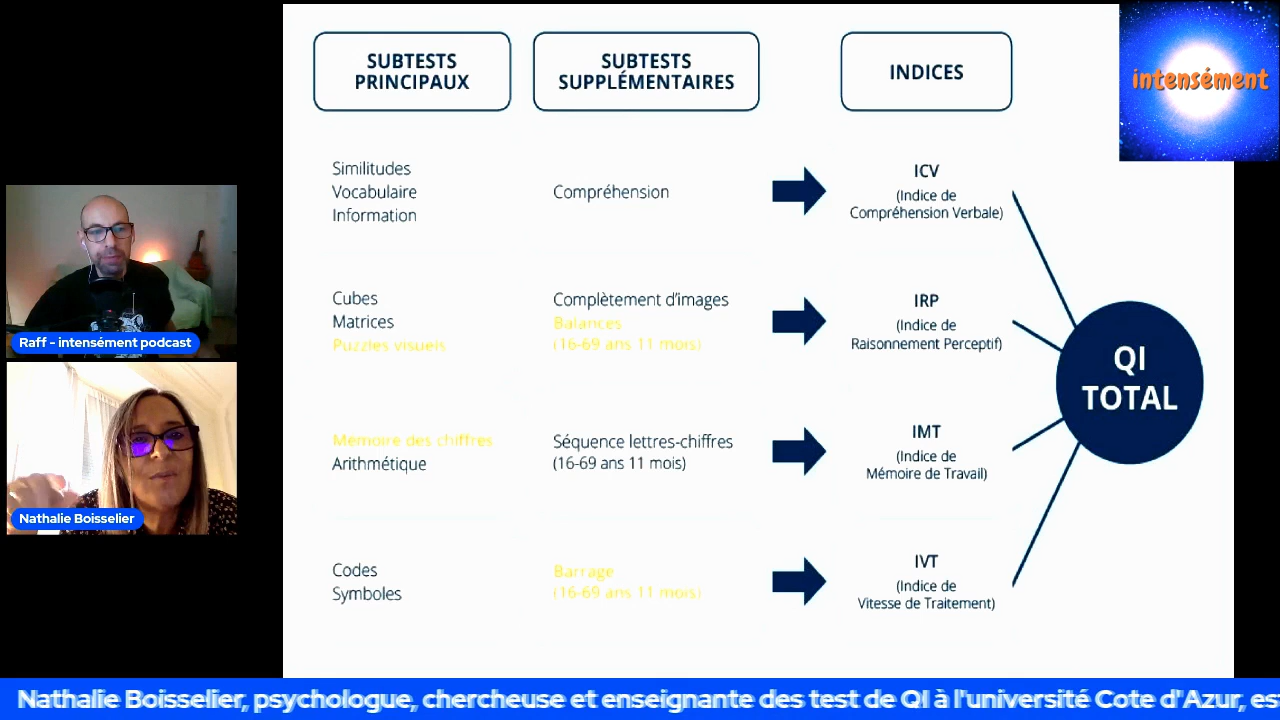 SUBTESTS
PRINCIPAUX
SUBTESTS
SUPPLÉMENTAIRES
INDICES
intensément
Similitudes
Vocabulaire
Information
Compréhension
ICV
(Indice de
Compréhension Verbale)
Cubes
Matrices
Puzzles visuels
Complètement d'images
Balances
(16-69 ans 11 mois)
IRP
(Indice de
Raisonnement Perceptif)
QI
TOTAL
Mémoire des chiffres
Arithmétique
Séquence lettres-chiffres
(16-69 ans 11 mois)
IMT
(Indice de
Mémoire de Travail)
Codes
Symboles
Barrage
(16-69 ans 11 mois)
IVT
(Indice de
Vitesse de Traitement)
Raff - intensément podcast
Nathalie Boisselier
Nathalie Boisselier, psychologue, chercheuse et enseignante des test de QI à l'université Cote d'Azur, es